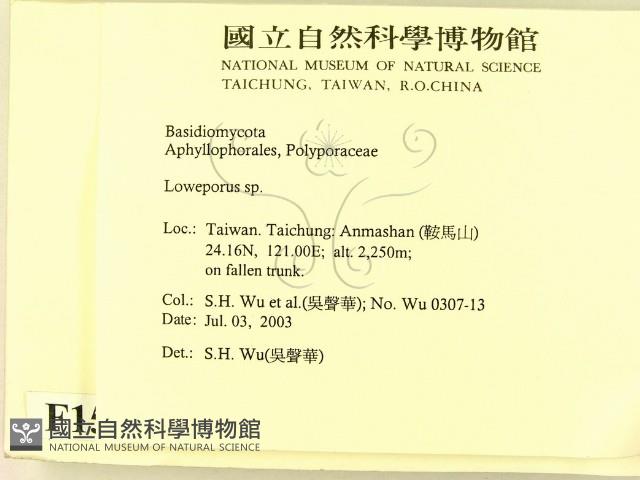 國立自然科學博物館
NATIONAL MUSEUM OF NATURAL SCIENCE
TAICHUNG, TAIWAN, R.O.CHINA
Basidiomycota
Aphyllophorales, Polyporaceae
Loweporus sp.
Loc.: Taiwan. Taichung: Anmashan (鞍馬山)
24.16N, 121.00E; alt. 2,250m;
on fallen trunk.
Col.: S.H. Wu et al.(吳聲華); No. Wu 0307-13
Date: Jul. 03, 2003
Det.: S.H. Wu(吳聲華)
國立自然科學博物館
NATIONAL MUSEUM OF NATURAL SCIENCE